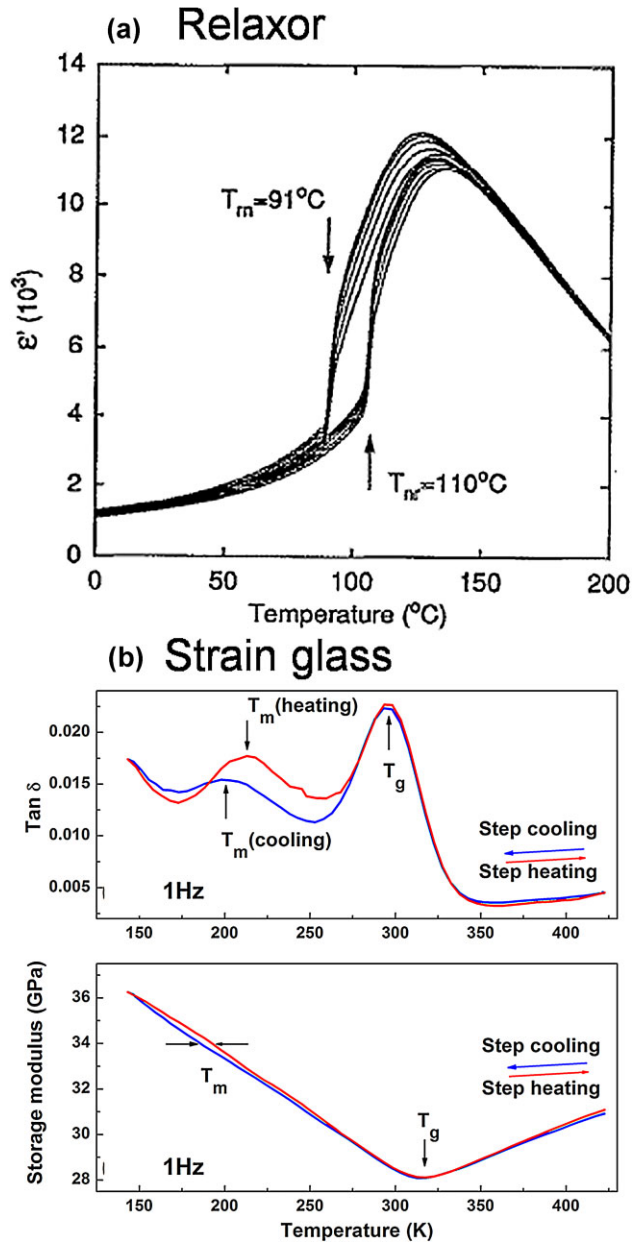 (a) Relaxor
14
12
10
8
6
4
2
0
ε' (10³)
Tᵣₙ=91°C
Tₙᵣ=110°C
0 50 100 150 200
Temperature (°C)
(b) Strain glass
0.020
0.015
0.010
0.005
Tan δ
Tₘ(heating)
Tₘ(cooling)
T_g
Step cooling
Step heating
1Hz
150 200 250 300 350 400
36
34
32
30
28
Storage modulus (GPa)
Tₘ
T_g
Step cooling
Step heating
1Hz
150 200 250 300 350 400
Temperature (K)